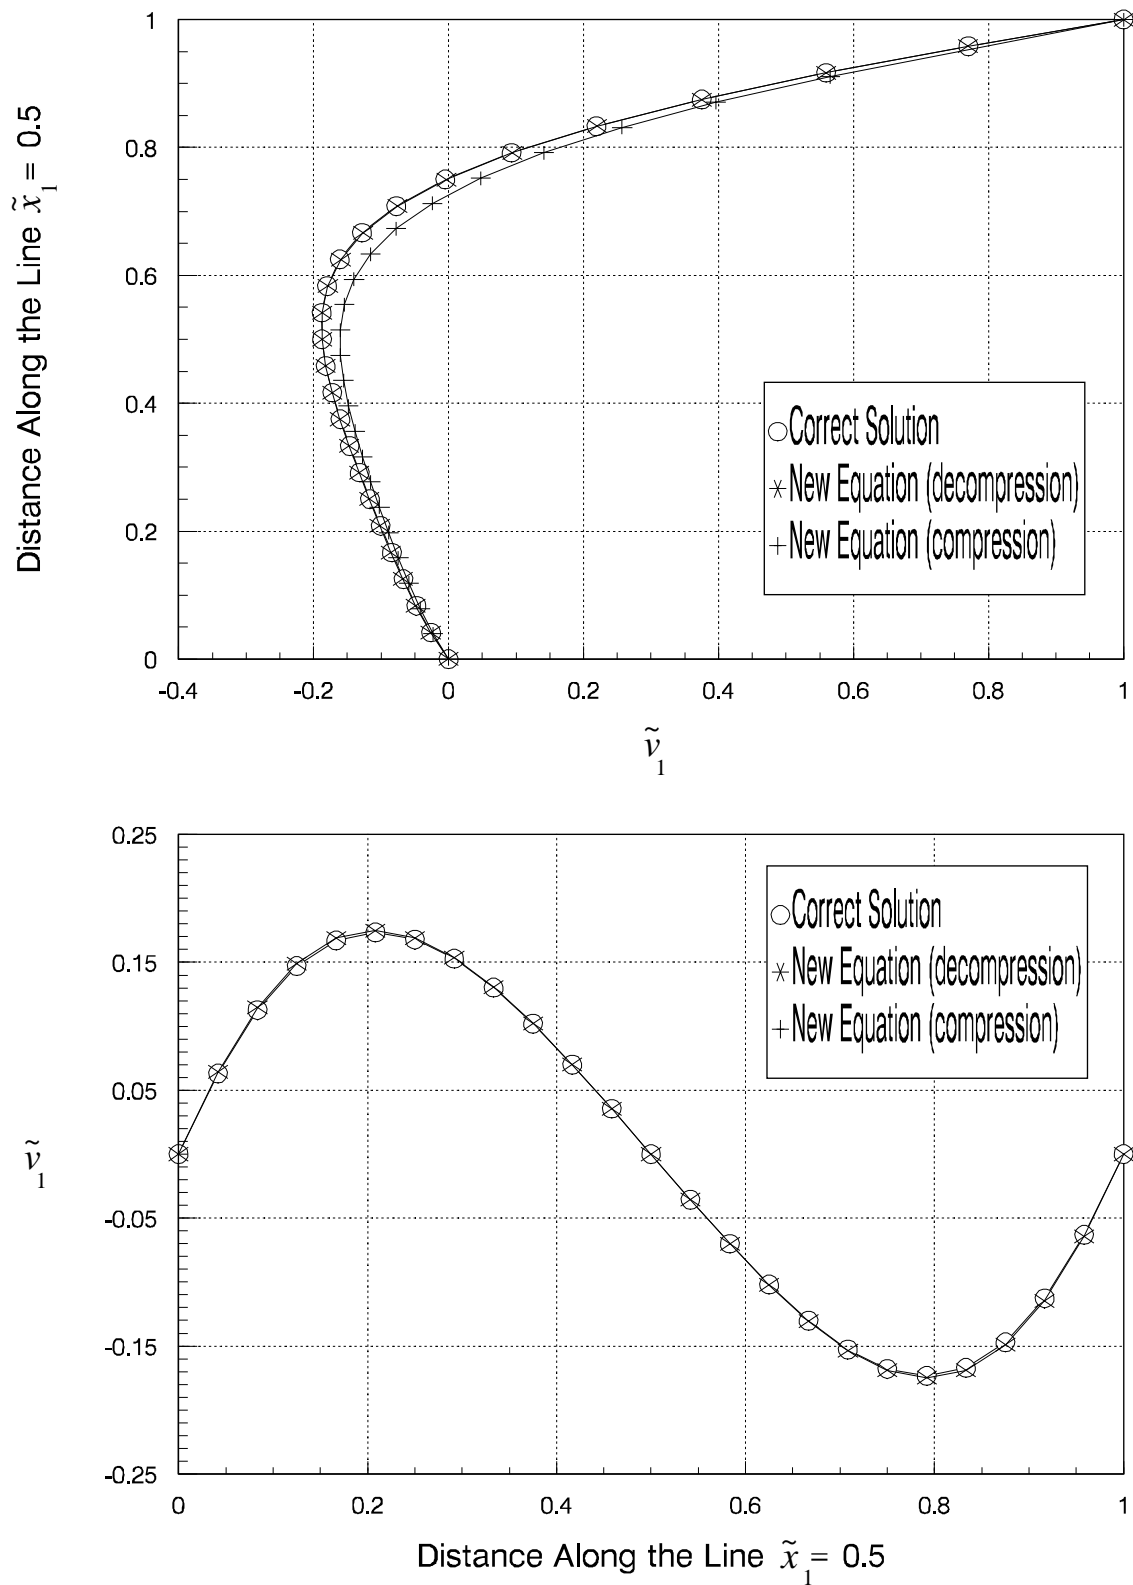 1
0.8
0.6
0.4
0.2
0
-0.4 -0.2 0 0.2 0.4 0.6 0.8 1
Distance Along the Line x̃₁= 0.5
ṽ₁
Correct Solution
New Equation (decompression)
New Equation (compression)
0.25
0.15
0.05
-0.05
-0.15
-0.25
0 0.2 0.4 0.6 0.8 1
ṽ₁
Correct Solution
New Equation (decompression)
New Equation (compression)
Distance Along the Line x̃₁= 0.5